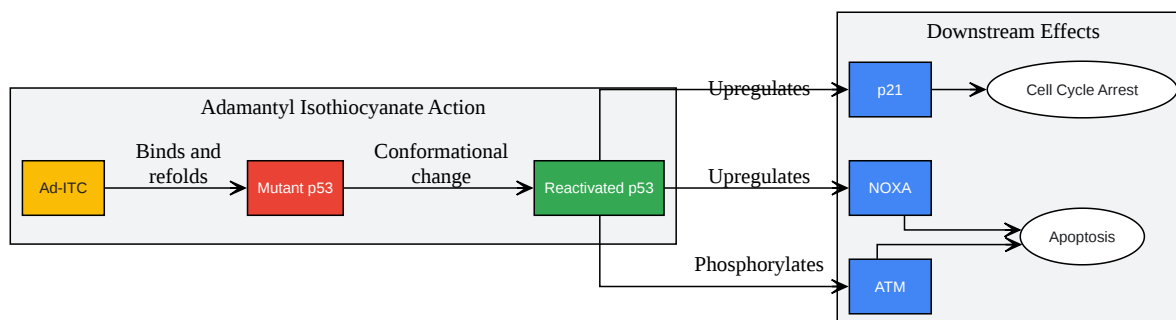 Downstream Effects
Upregulates
p21
Cell Cycle Arrest
Adamantyl Isothiocyanate Action
Binds and
refolds
Conformational
change
Ad-ITC
Mutant p53
Reactivated p53
Upregulates
NOXA
Apoptosis
Phosphorylates
ATM